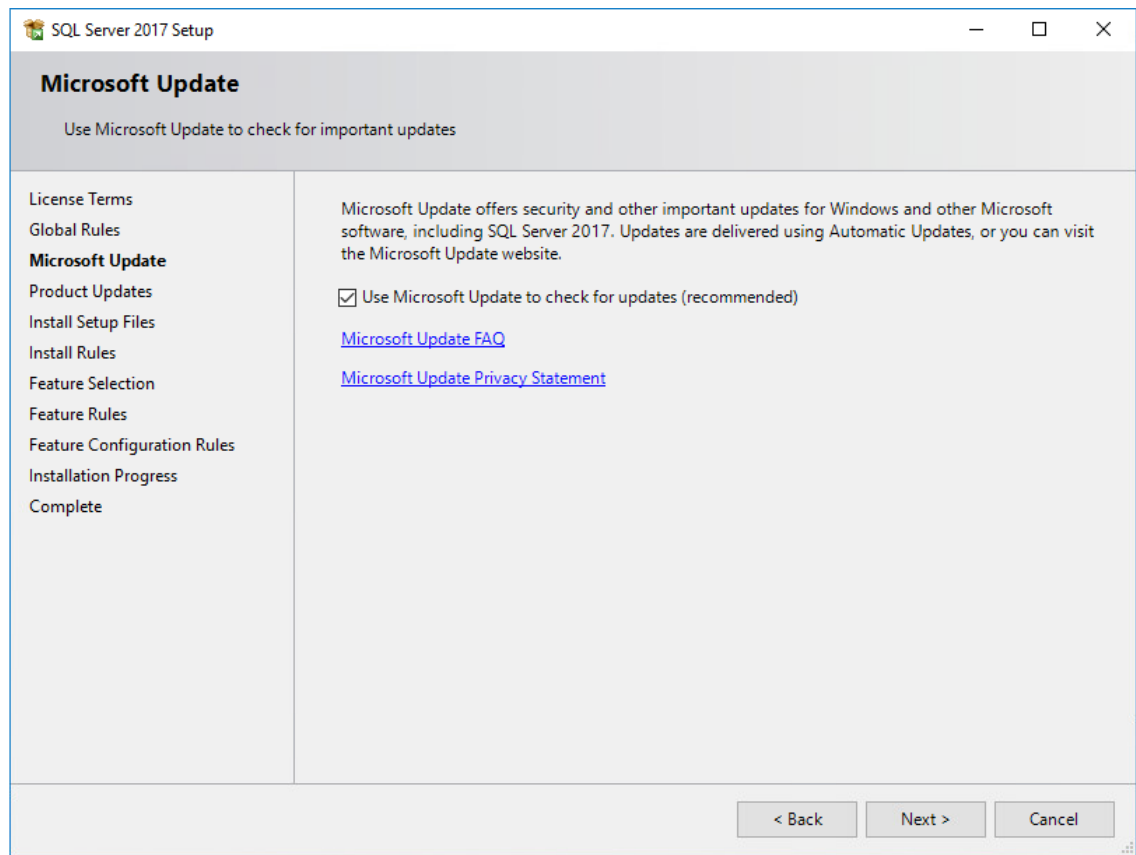 SQL Server 2017 Setup
Microsoft Update
Use Microsoft Update to check for important updates
License Terms
Global Rules
Microsoft Update
Product Updates
Install Setup Files
Install Rules
Feature Selection
Feature Rules
Feature Configuration Rules
Installation Progress
Complete
Microsoft Update offers security and other important updates for Windows and other Microsoft
software, including SQL Server 2017. Updates are delivered using Automatic Updates, or you can visit
the Microsoft Update website.
Use Microsoft Update to check for updates (recommended)
Microsoft Update FAQ
Microsoft Update Privacy Statement
< Back
Next >
Cancel